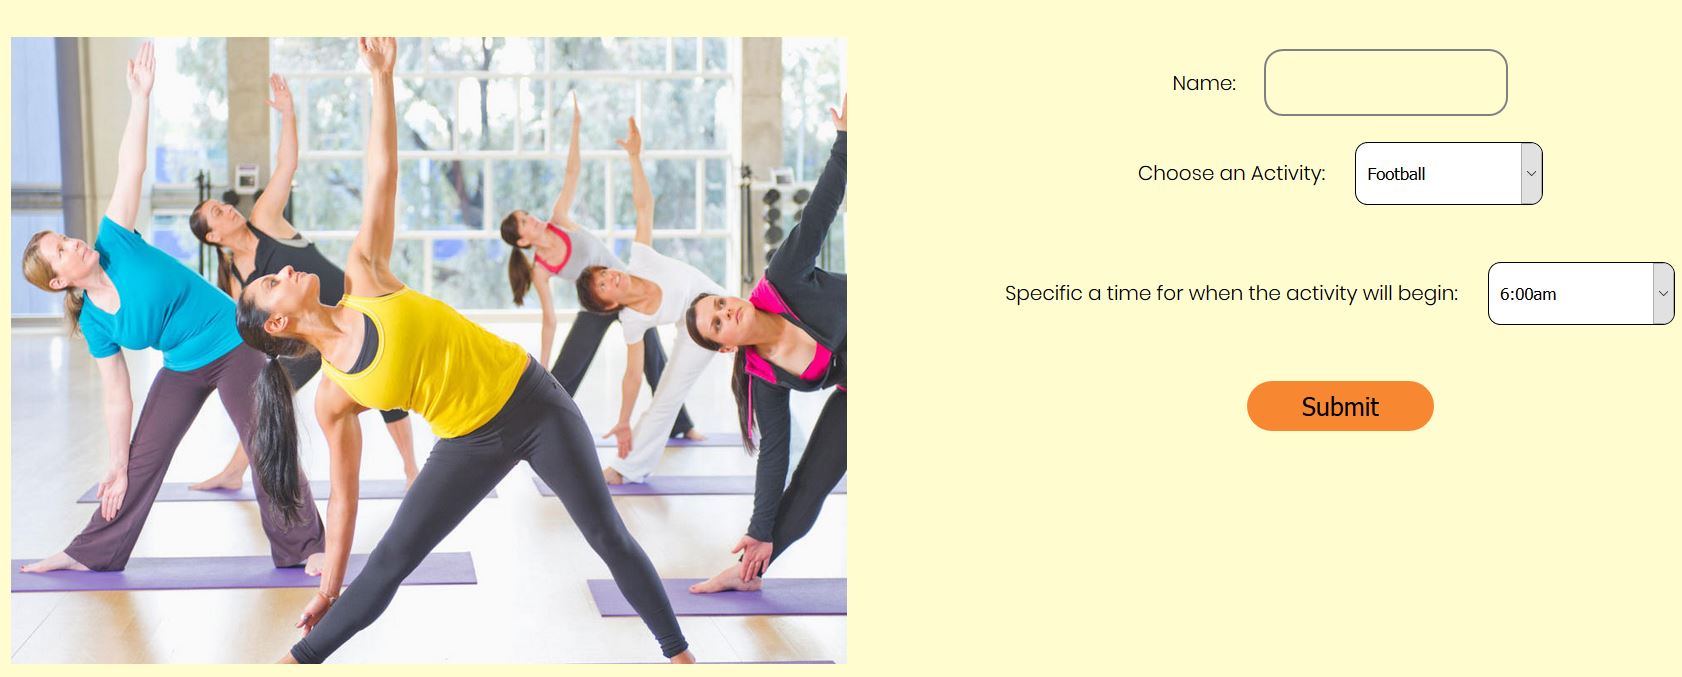 Name:
Choose an Activity: Football
Specific a time for when the activity will begin: 6:00am
Submit